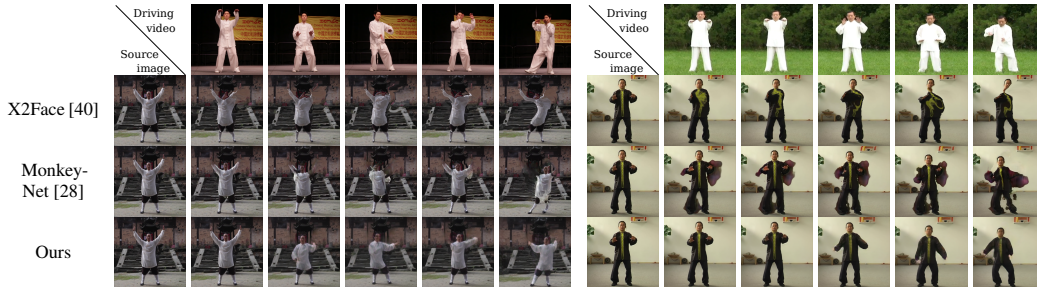 Driving
video
Source
image
Driving
video
Source
image
X2Face [40]
Monkey-
Net [28]
Ours